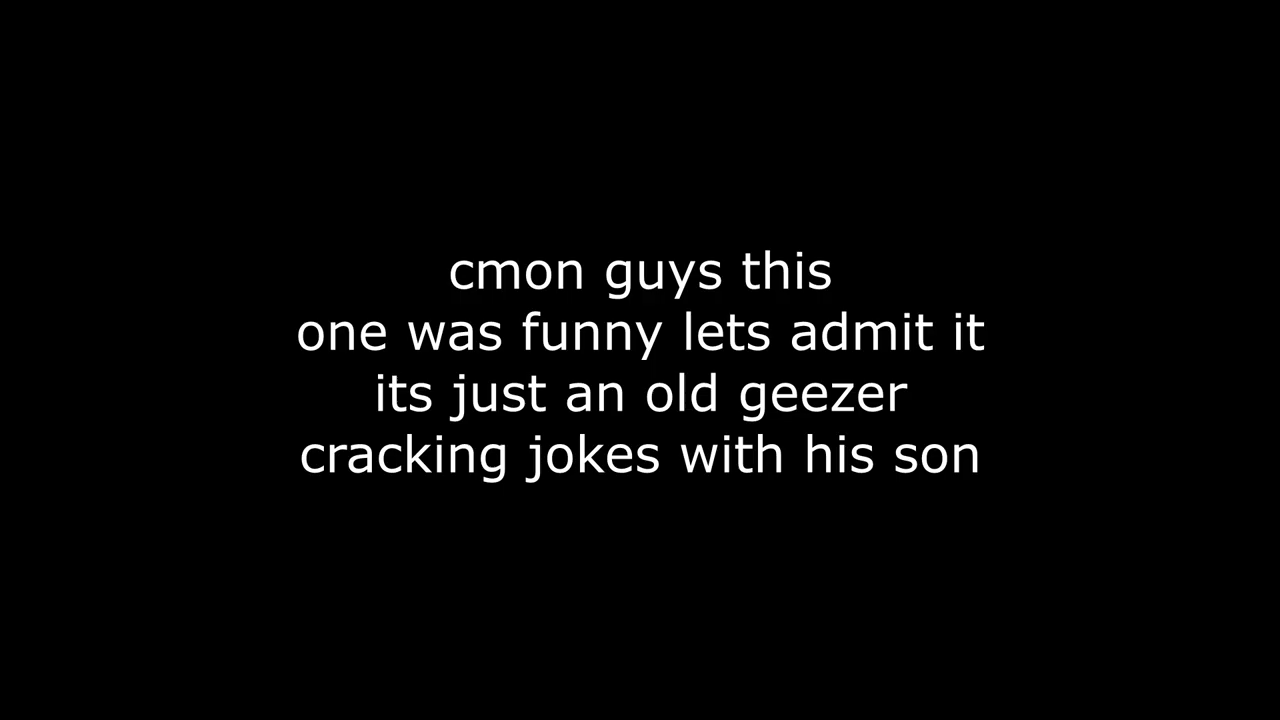 cmon guys this
one was funny lets admit it
its just an old geezer
cracking jokes with his son